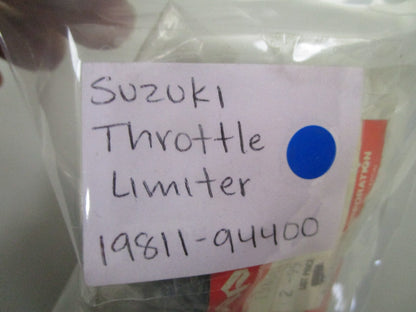 Suzuki
Throttle
Limiter
19811-94400